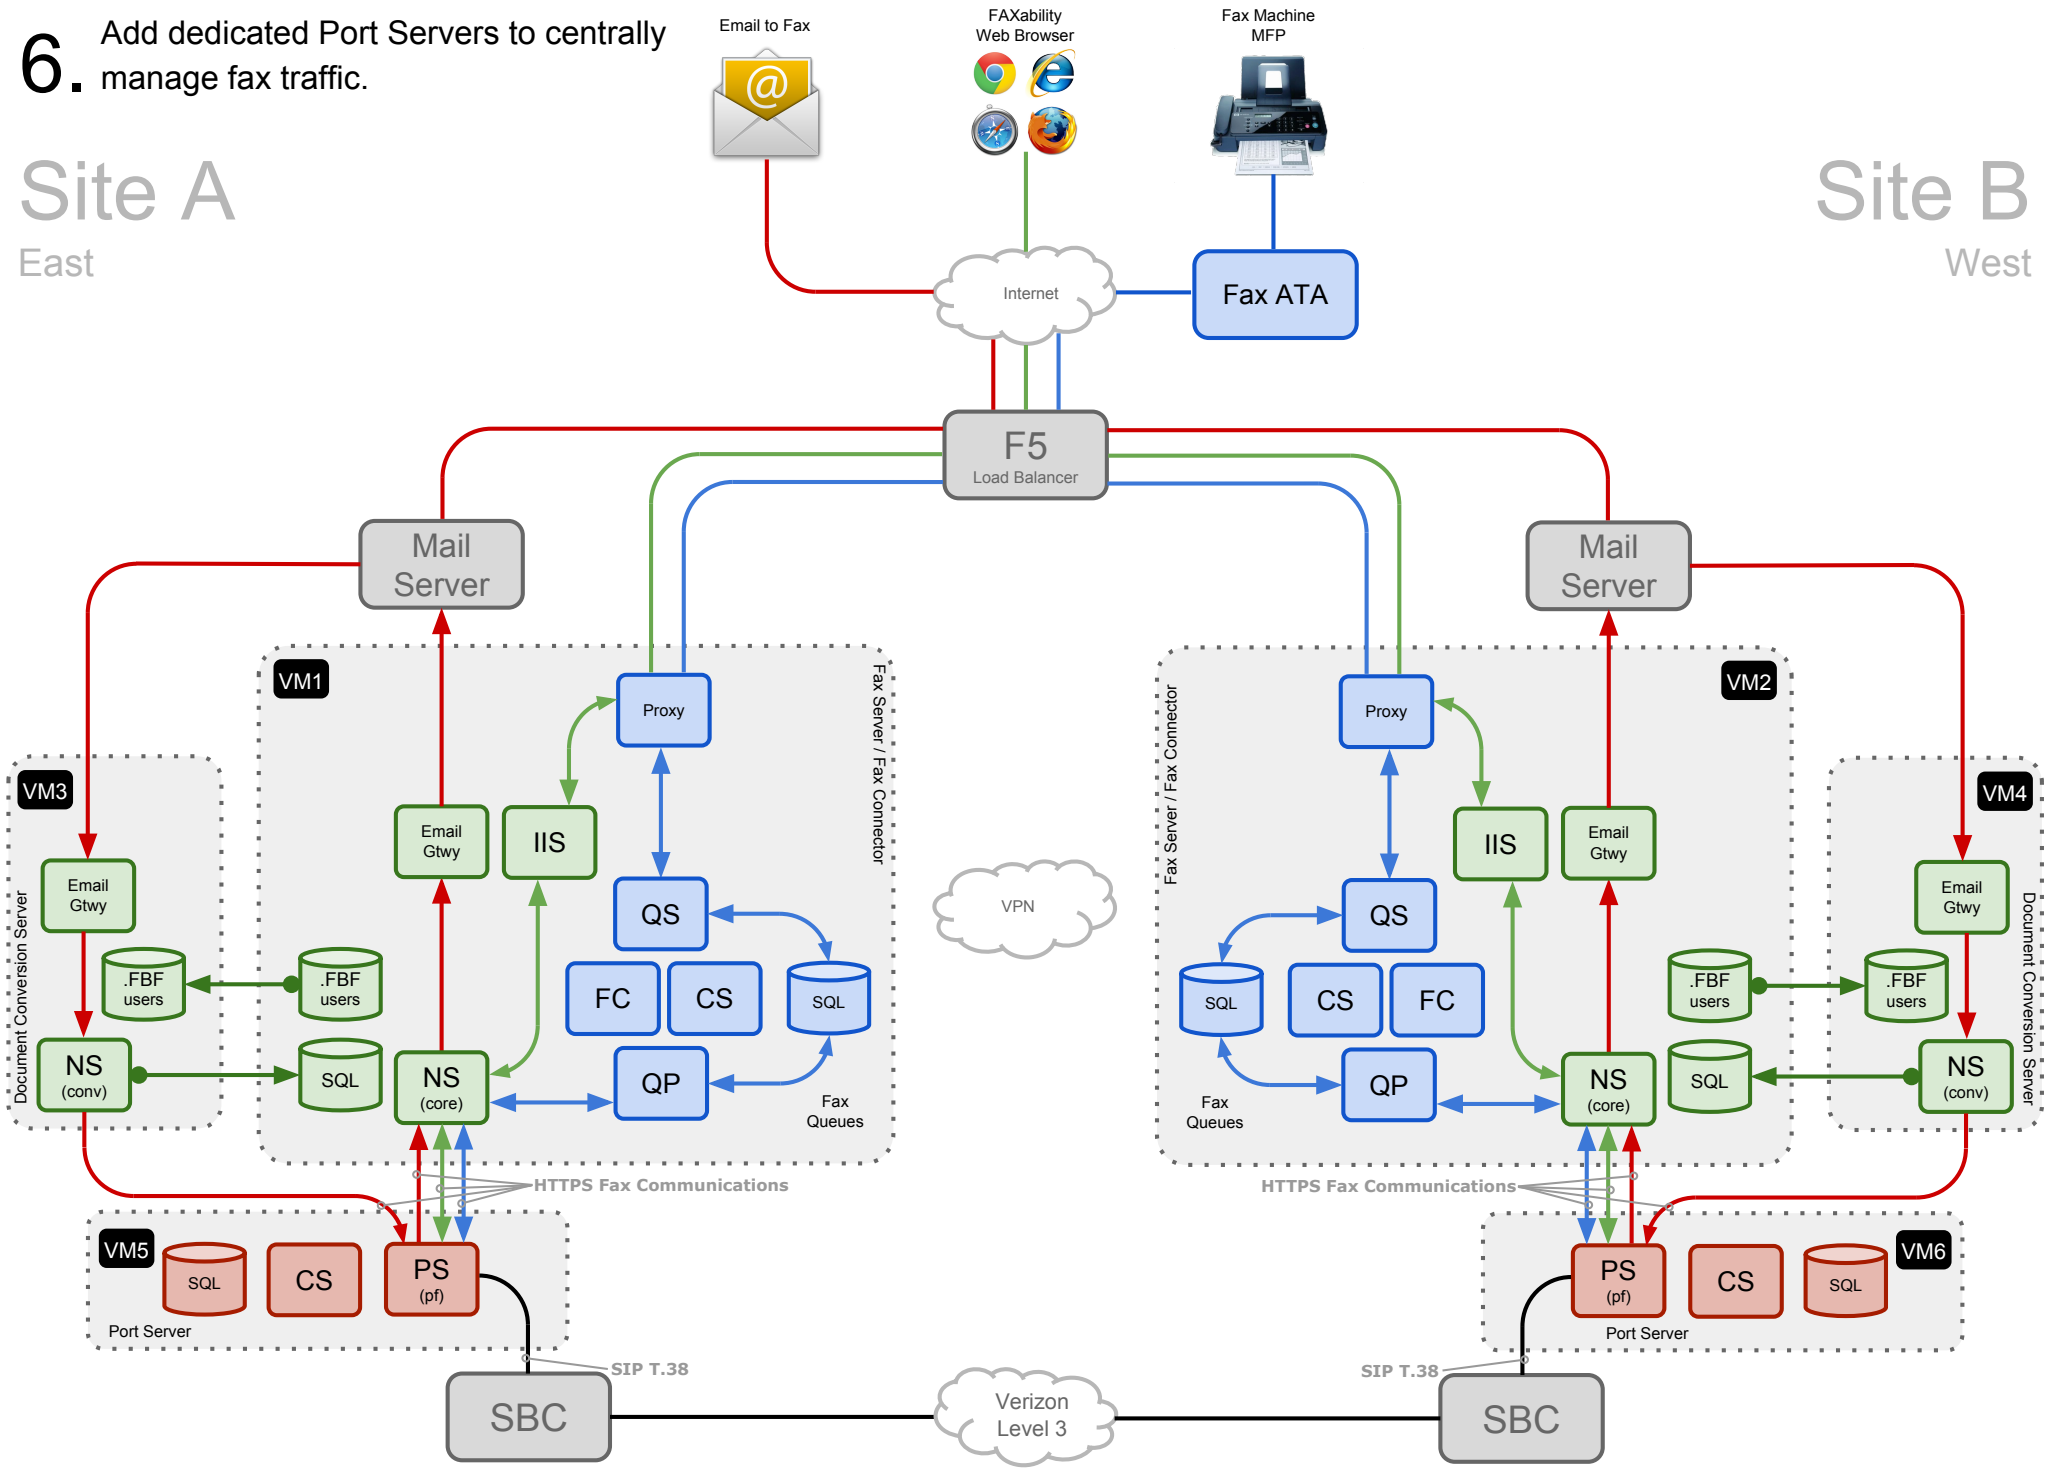 6.
Add dedicated Port Servers to centrally
manage fax traffic.
Email to Fax
FAXability
Web Browser
Fax Machine
MFP
@
Site A
East
Site B
West
Internet
Fax ATA
F5
Load Balancer
Mail
Server
Mail
Server
VM1
Fax Server / Fax Connector
Proxy
Email
Gtwy
IIS
QS
FC
CS
SQL
QP
Fax
Queues
.FBF
users
SQL
NS
(core)
VM3
Document Conversion Server
Email
Gtwy
.FBF
users
NS
(conv)
VPN
VM2
Fax Server / Fax Connector
Proxy
IIS
Email
Gtwy
QS
SQL
CS
FC
QP
Fax
Queues
.FBF
users
SQL
NS
(core)
VM4
Document Conversion Server
Email
Gtwy
.FBF
users
NS
(conv)
HTTPS Fax Communications
HTTPS Fax Communications
VM5
SQL
CS
PS
(pf)
Port Server
VM6
PS
(pf)
CS
SQL
Port Server
SIP T.38
SIP T.38
SBC
Verizon
Level 3
SBC